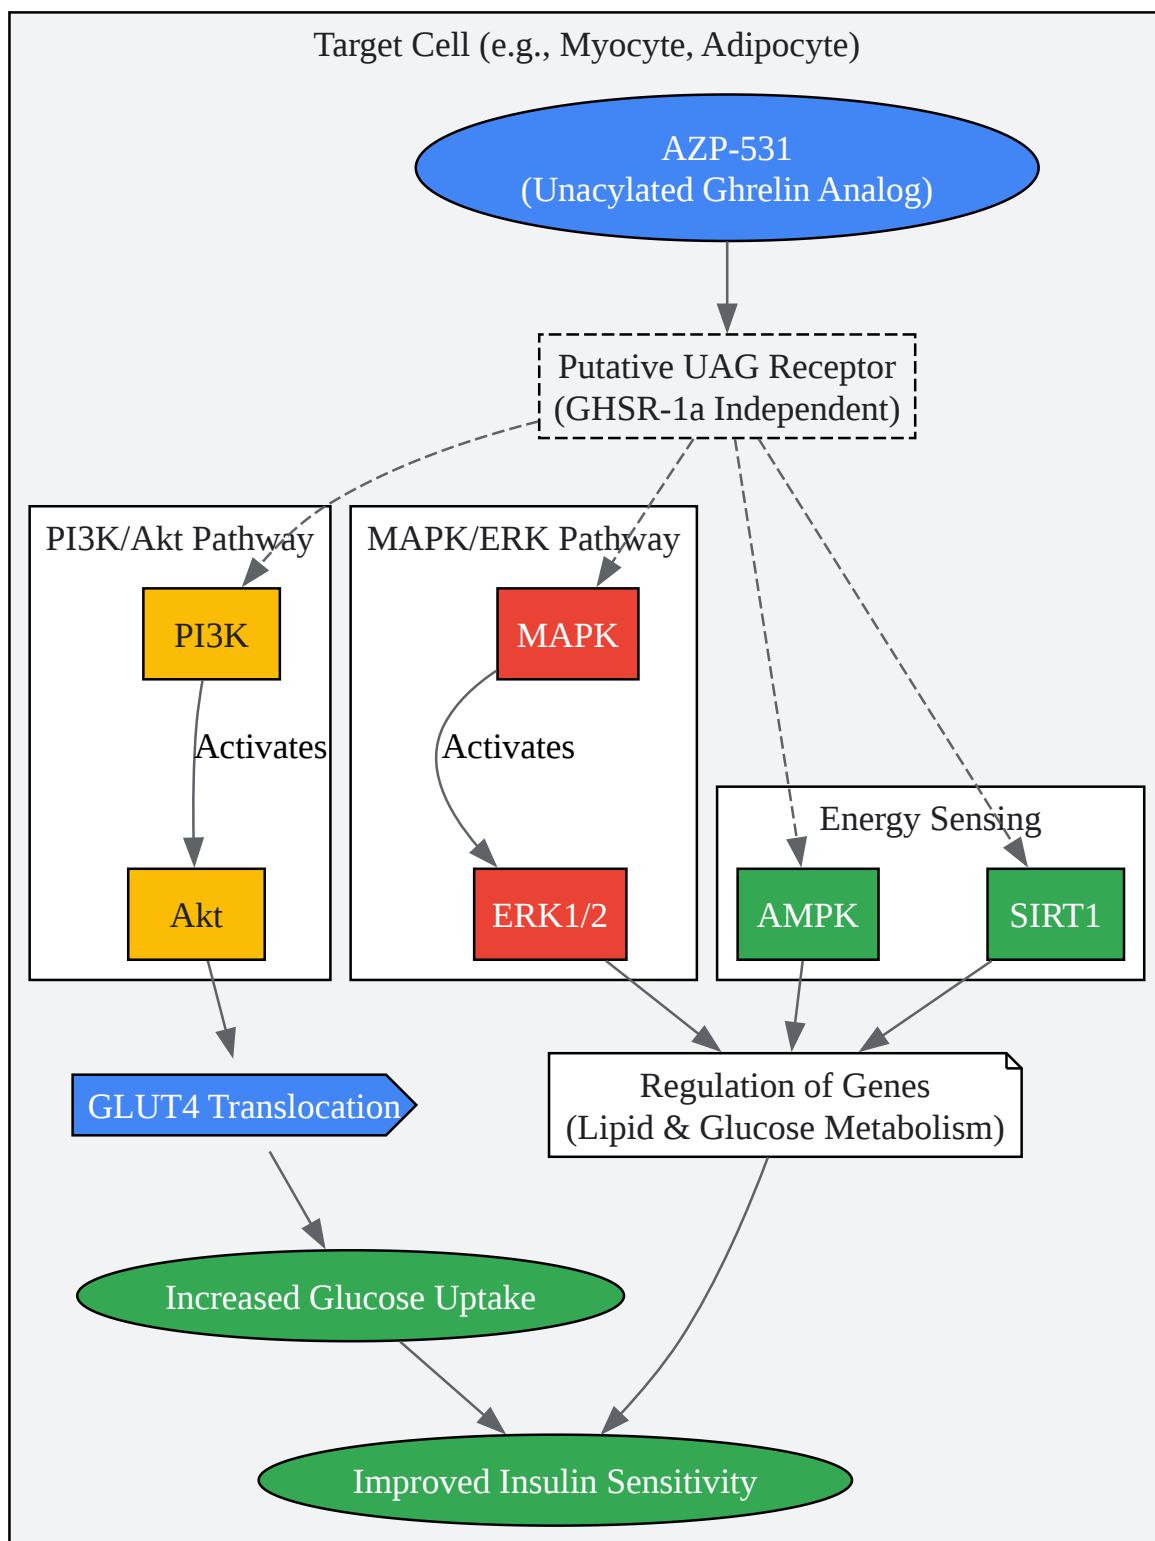 Target Cell (e.g., Myocyte, Adipocyte)
AZP-531
(Unacylated Ghrelin Analog)
Putative UAG Receptor
(GHSR-1a Independent)
PI3K/Akt Pathway
MAPK/ERK Pathway
PI3K
MAPK
Activates
Activates
Energy Sensing
Akt
ERK1/2
AMPK
SIRT1
GLUT4 Translocation
Regulation of Genes
(Lipid & Glucose Metabolism)
Increased Glucose Uptake
Improved Insulin Sensitivity